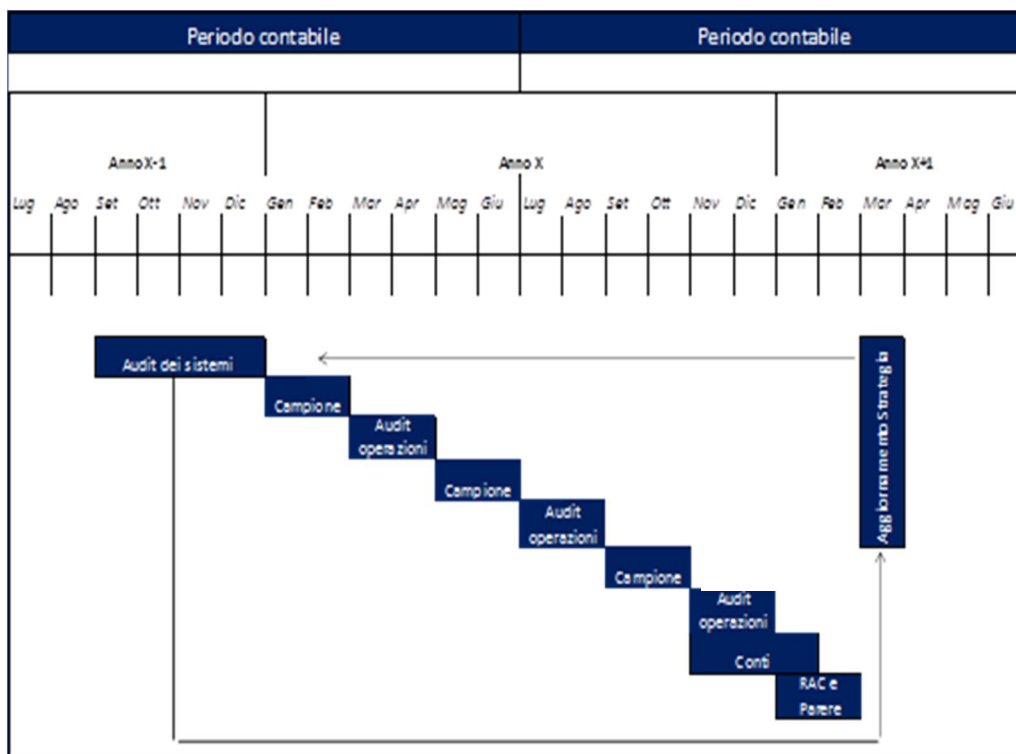 Periodo contabile Periodo contabile
Anno X-1 Anno X Anno X+1
Lug Ago Set Ott Nov Dic Gen Feb Mar Apr Mag Giu Lug Ago Set Ott Nov Dic Gen Feb Mar Apr Mag Giu
Audit dei sistemi
Campione
Audit
operazioni
Campione
Audit
operazioni
Campione
Audit
operazioni
Conti
RAC e
Parere
Aggiornamento Strategia